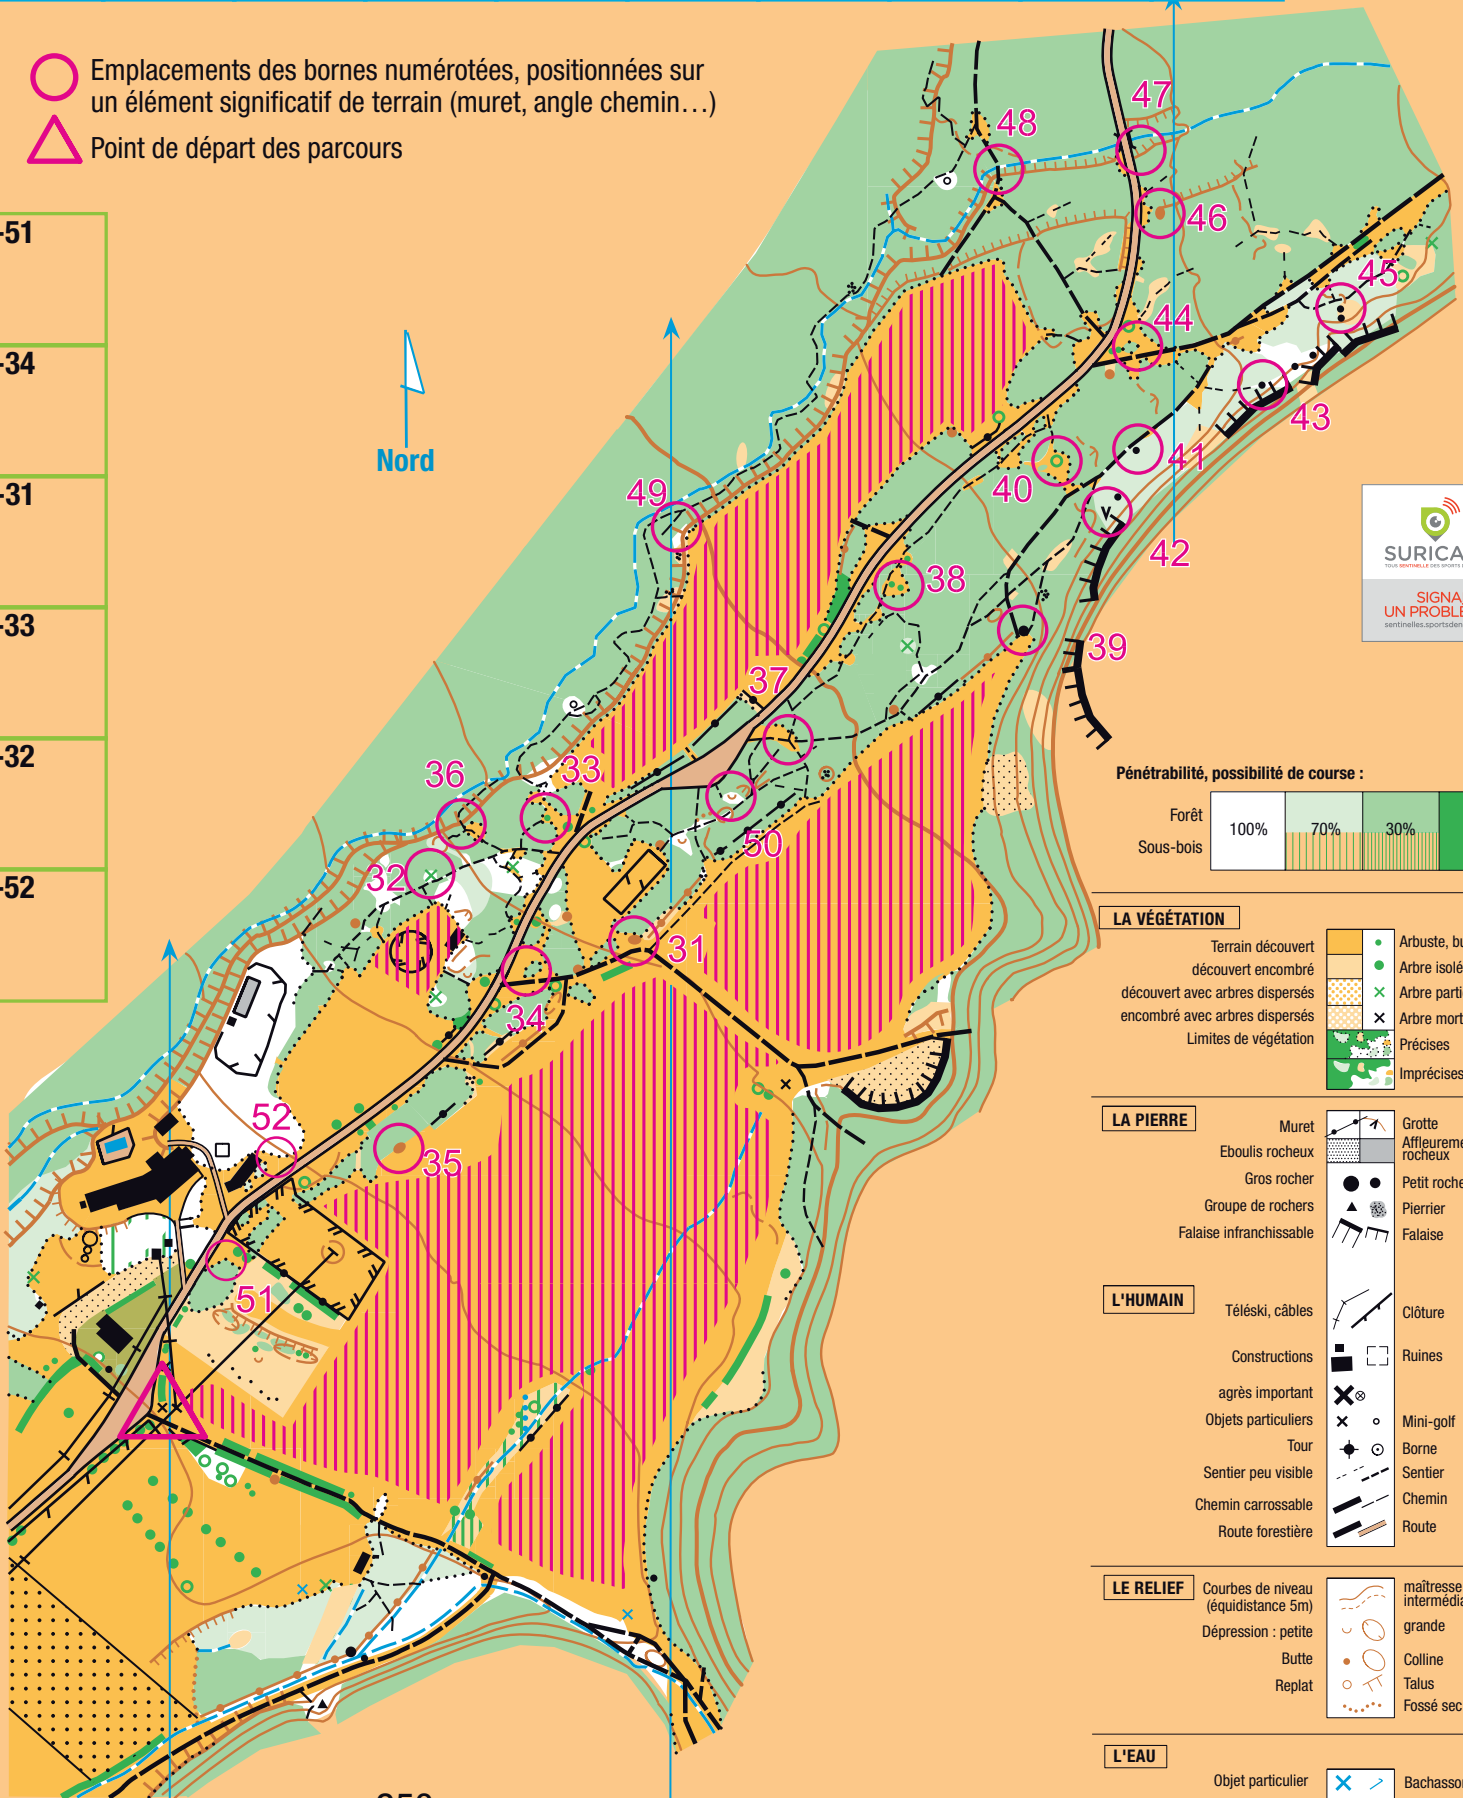 Emplacements des bornes numérotées, positionnées sur
un élément significatif de terrain (muret, angle chemin…)
Point de départ des parcours
-51
-34
-31
-33
-32
-52
Nord
47
48
46
45
44
43
41
40
42
49
38
39
37
36
33
50
32
31
34
52
35
51
SURICA
TOUS SENTINELLE DES SPORTS
SIGNA
UN PROBL
sentinelles.sportsde
Pénétrabilité, possibilité de course :
Forêt
Sous-bois
100%
70%
30%
LA VÉGÉTATION
Terrain découvert
découvert encombré
découvert avec arbres dispersés
encombré avec arbres dispersés
Limites de végétation
Arbuste, bu
Arbre isolé
Arbre parti
Arbre mort
Précises
Imprécises
LA PIERRE
Muret
Eboulis rocheux
Gros rocher
Groupe de rochers
Falaise infranchissable
Grotte
Affleureme
rocheux
Petit roche
Pierrier
Falaise
L'HUMAIN
Téléski, câbles
Constructions
agrès important
Objets particuliers
Tour
Sentier peu visible
Chemin carrossable
Route forestière
Clôture
Ruines
Mini-golf
Borne
Sentier
Chemin
Route
LE RELIEF
Courbes de niveau
(équidistance 5m)
Dépression : petite
Butte
Replat
maîtresse
intermédia
grande
Colline
Talus
Fossé sec
L'EAU
Objet particulier
Bachasso